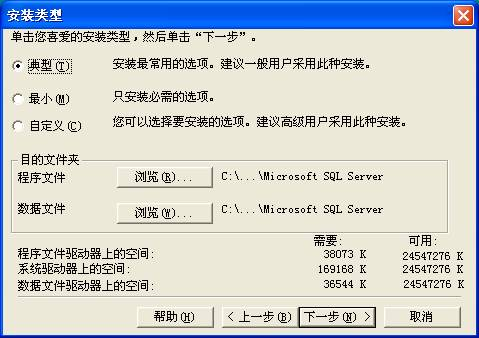 安装类型
单击您喜爱的安装类型，然后单击“下一步”。
典型(T) 安装最常用的选项。建议一般用户采用此种安装。
最小(M) 只安装必需的选项。
自定义(C) 您可以选择要安装的选项。建议高级用户采用此种安装。
目的文件夹
程序文件 浏览(R)... C:\...\Microsoft SQL Server
数据文件 浏览(W)... C:\...\Microsoft SQL Server
需要: 可用:
程序文件驱动器上的空间: 38073 K 24547276 K
系统驱动器上的空间: 169168 K 24547276 K
数据文件驱动器上的空间: 36544 K 24547276 K
帮助(H) < 上一步(B) 下一步(N) > 取消